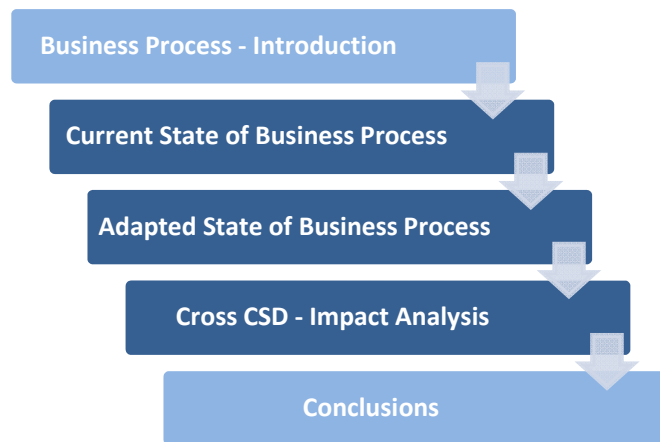 Business Process - Introduction
Current State of Business Process
Adapted State of Business Process
Cross CSD - Impact Analysis
Conclusions